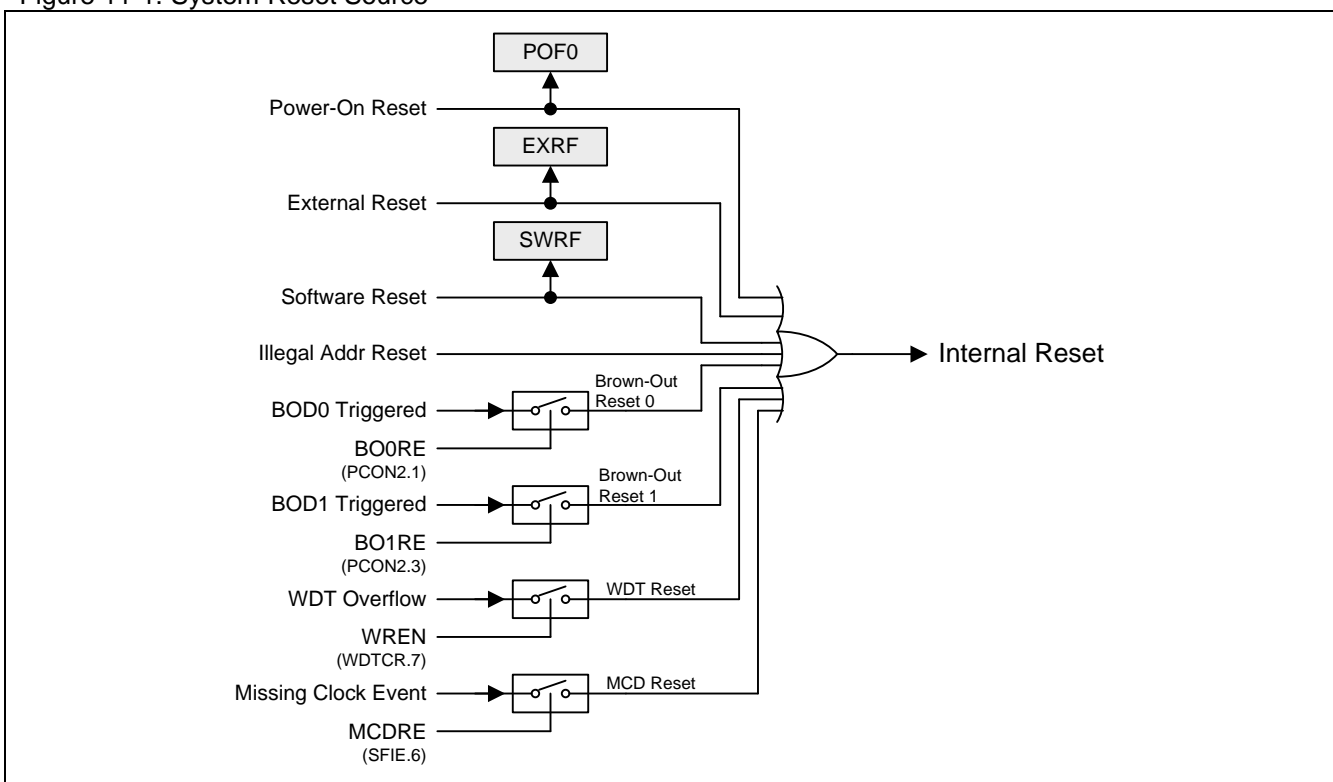 Figure 11-1. System Reset Source
POF0
Power-On Reset
EXRF
External Reset
SWRF
Software Reset
Illegal Addr Reset
Internal Reset
BOD0 Triggered
Brown-Out
Reset 0
BO0RE
(PCON2.1)
BOD1 Triggered
Brown-Out
Reset 1
BO1RE
(PCON2.3)
WDT Overflow
WDT Reset
WREN
(WDTCR.7)
Missing Clock Event
MCD Reset
MCDRE
(SFIE.6)